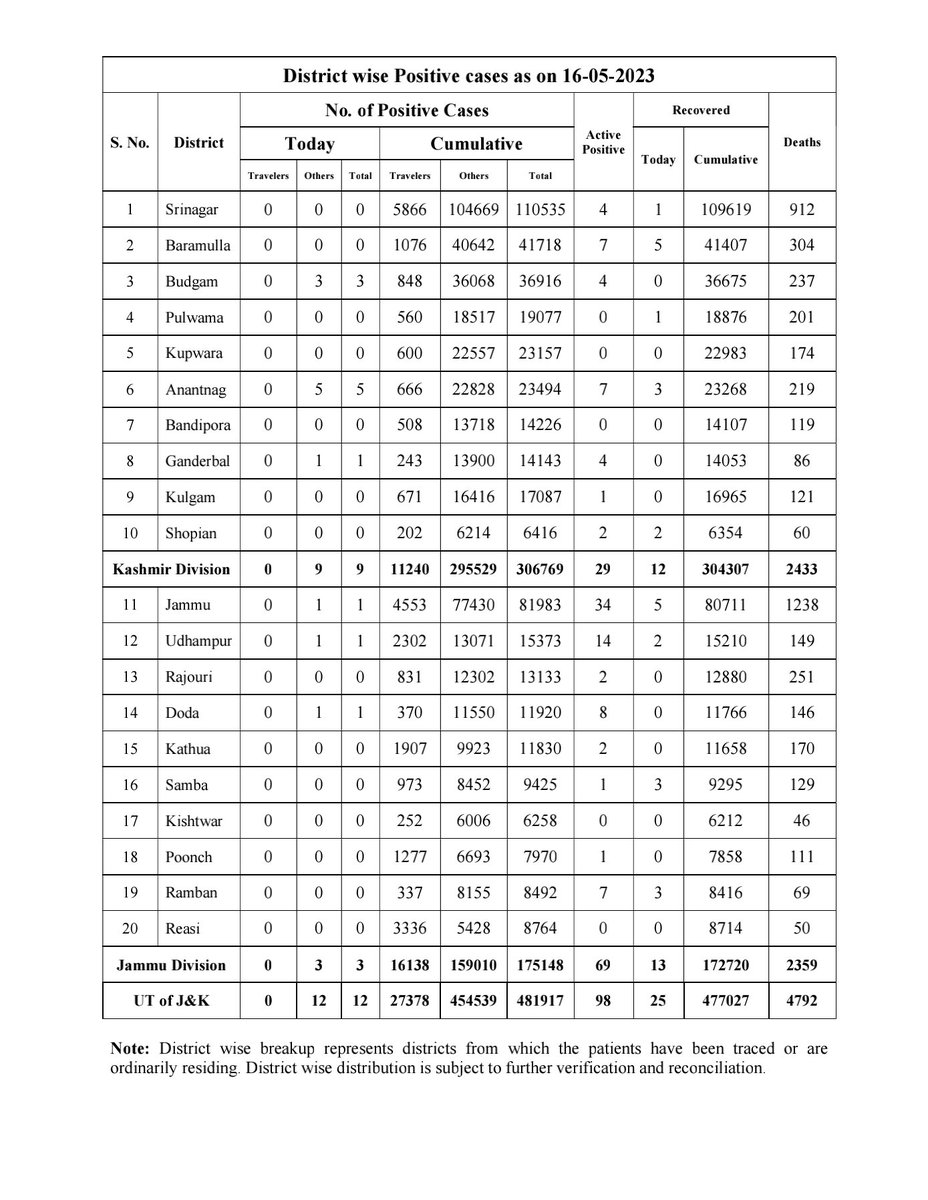 District wise Positive cases as on 16-05-2023
S. No. District No. of Positive Cases Active Positive Recovered Deaths
Today Cumulative Today Cumulative
Travelers Others Total Travelers Others Total
1 Srinagar 0 0 0 5866 104669 110535 4 1 109619 912
2 Baramulla 0 0 0 1076 40642 41718 7 5 41407 304
3 Budgam 0 3 3 848 36068 36916 4 0 36675 237
4 Pulwama 0 0 0 560 18517 19077 0 1 18876 201
5 Kupwara 0 0 0 600 22557 23157 0 0 22983 174
6 Anantnag 0 5 5 666 22828 23494 7 3 23268 219
7 Bandipora 0 0 0 508 13718 14226 0 0 14107 119
8 Ganderbal 0 1 1 243 13900 14143 4 0 14053 86
9 Kulgam 0 0 0 671 16416 17087 1 0 16965 121
10 Shopian 0 0 0 202 6214 6416 2 2 6354 60
Kashmir Division 0 9 9 11240 295529 306769 29 12 304307 2433
11 Jammu 0 1 1 4553 77430 81983 34 5 80711 1238
12 Udhampur 0 1 1 2302 13071 15373 14 2 15210 149
13 Rajouri 0 0 0 831 12302 13133 2 0 12880 251
14 Doda 0 1 1 370 11550 11920 8 0 11766 146
15 Kathua 0 0 0 1907 9923 11830 2 0 11658 170
16 Samba 0 0 0 973 8452 9425 1 3 9295 129
17 Kishtwar 0 0 0 252 6006 6258 0 0 6212 46
18 Poonch 0 0 0 1277 6693 7970 1 0 7858 111
19 Ramban 0 0 0 337 8155 8492 7 3 8416 69
20 Reasi 0 0 0 3336 5428 8764 0 0 8714 50
Jammu Division 0 3 3 16138 159010 175148 69 13 172720 2359
UT of J&K 0 12 12 27378 454539 481917 98 25 477027 4792
Note: District wise breakup represents districts from which the patients have been traced or are
ordinarily residing. District wise distribution is subject to further verification and reconciliation.